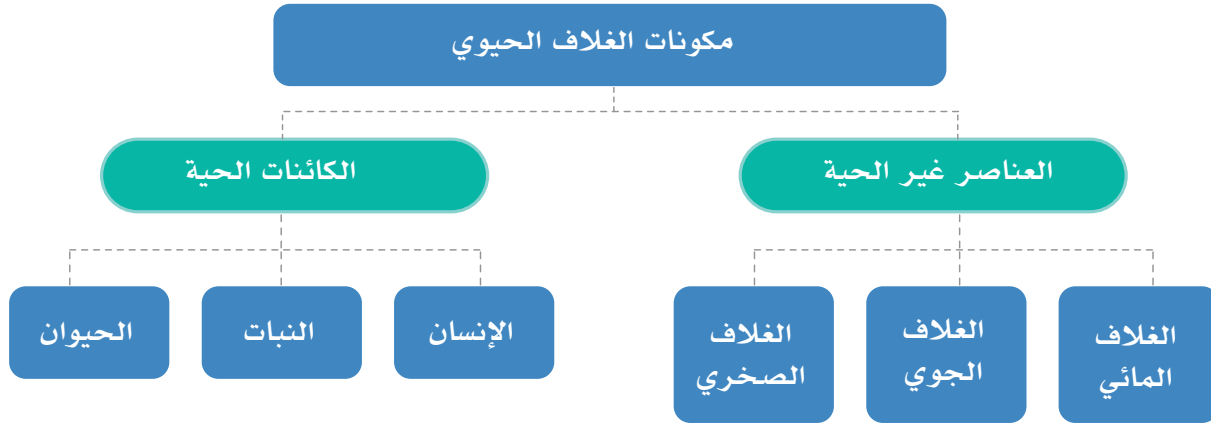 مكونات الغلاف الحيوي
العناصر غير الحية
الكائنات الحية
الغلاف
المائي
الغلاف
الجوي
الغلاف
الصخري
الإنسان
النبات
الحيوان